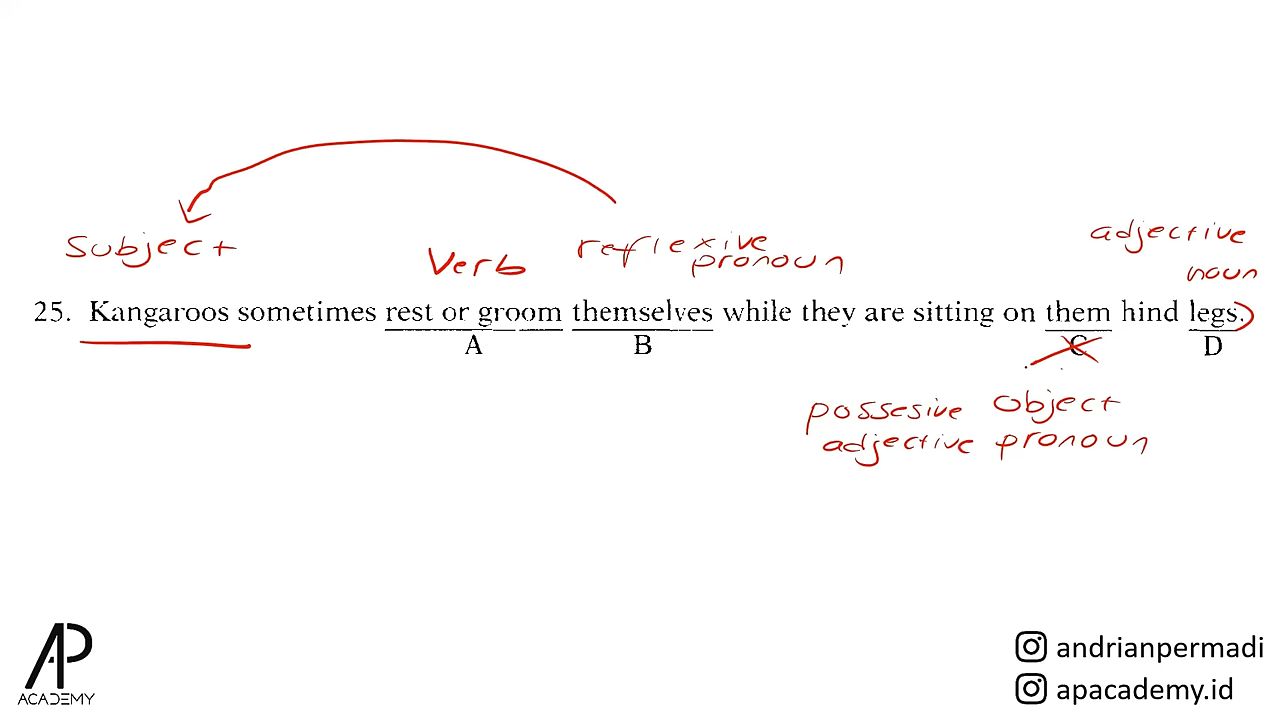 Subject
Verb
reflexive
pronoun
adjective
noun
25. Kangaroos sometimes rest or groom themselves while they are sitting on them hind legs.
A B C D
possesive object
adjective pronoun
AP
ACADEMY
andrianpermadi
apacademy.id